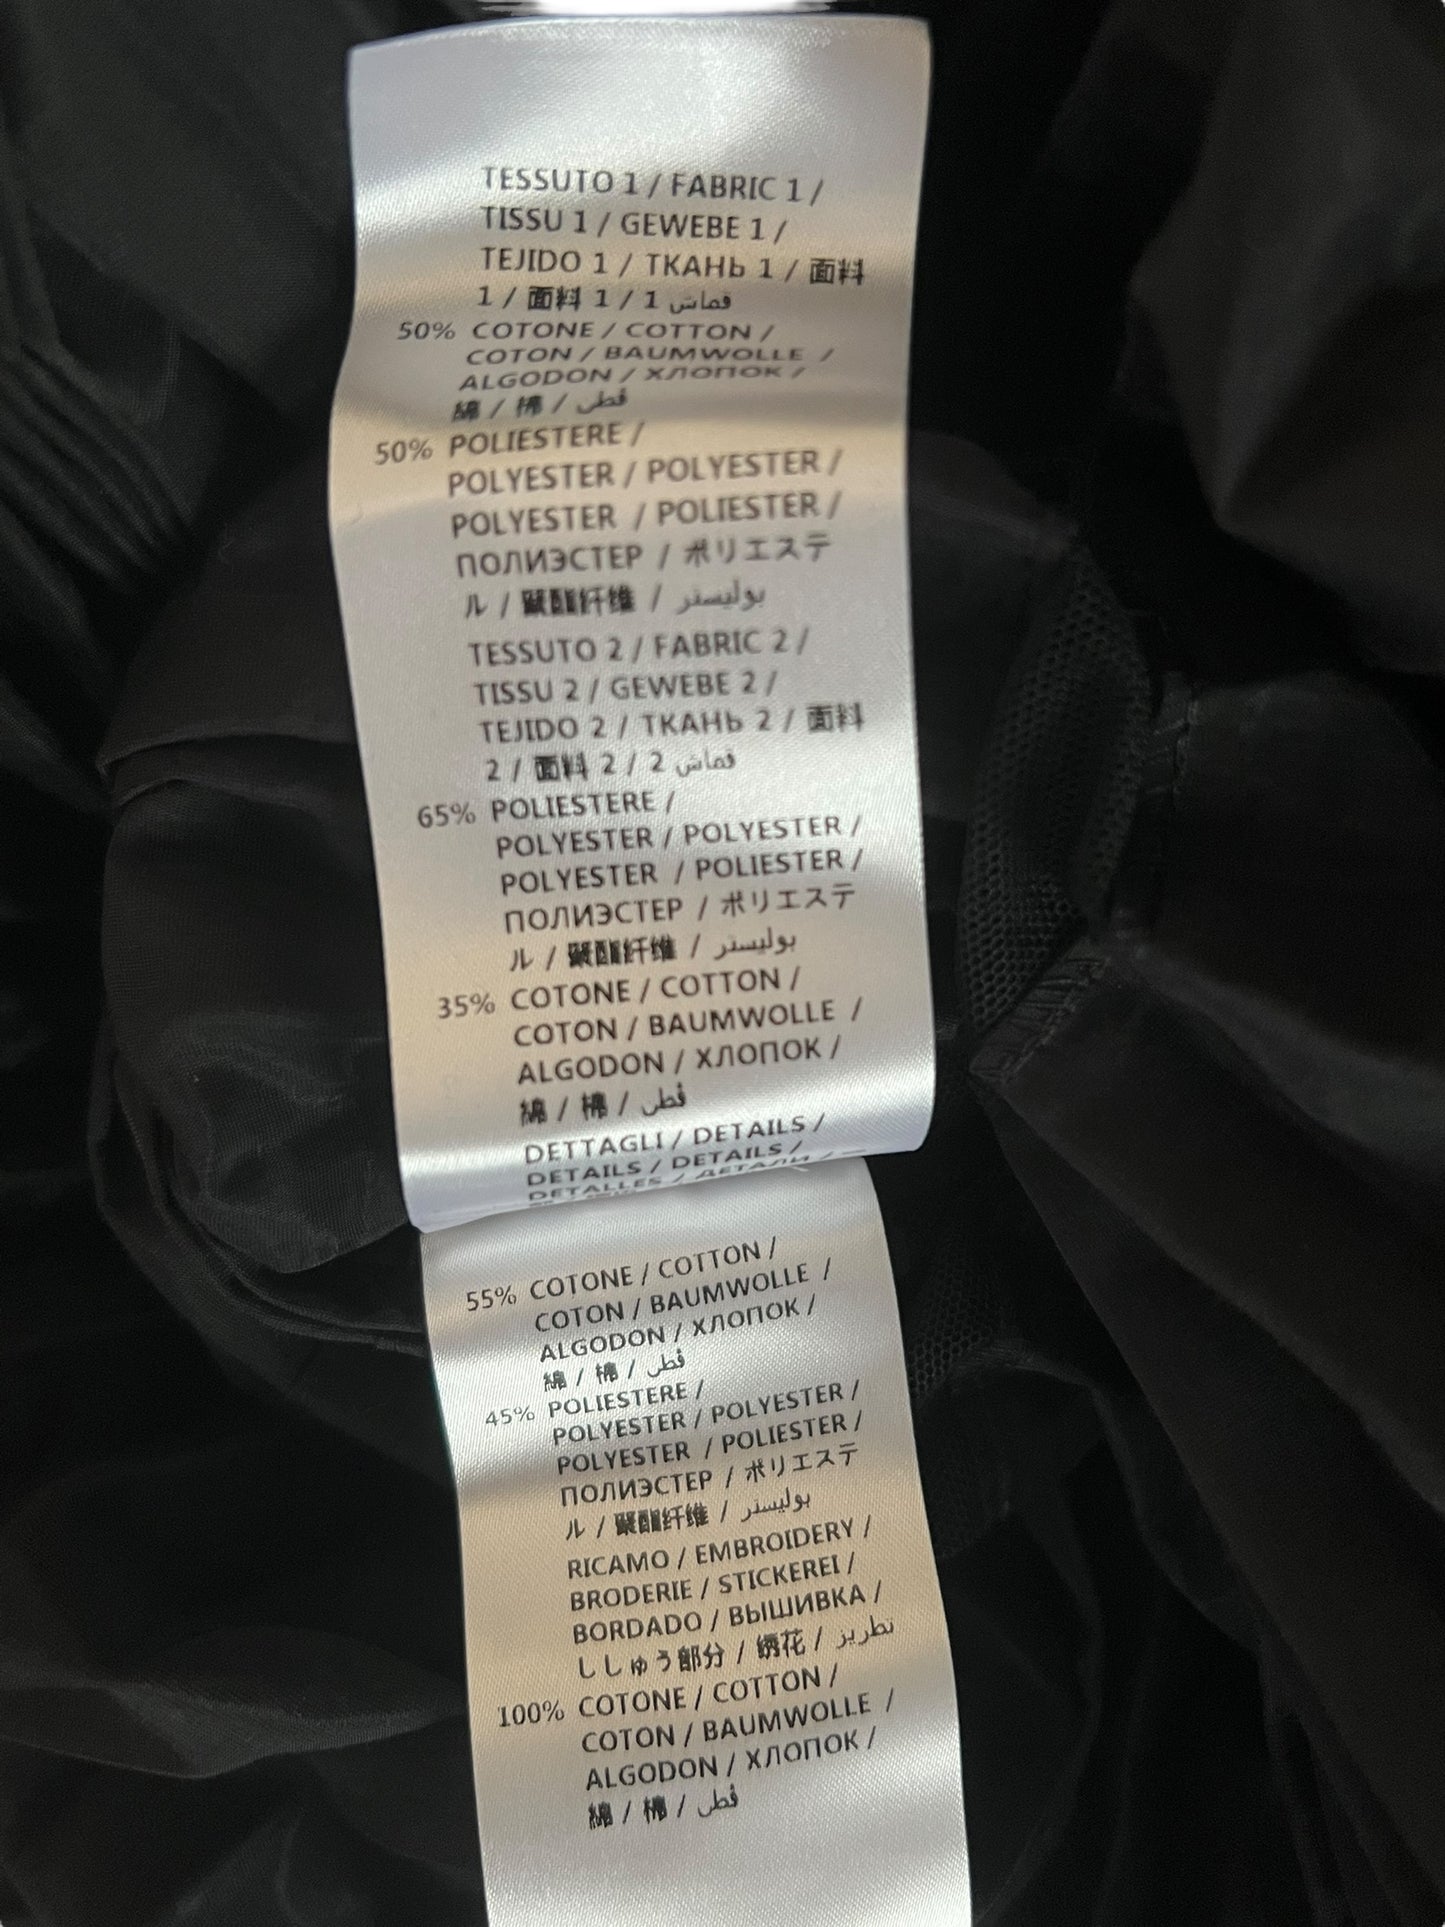 TESSUTO 1 / FABRIC 1 /
TISSU 1 / GEWEBE 1 /
TEJIDO 1 / ТКАНЬ 1 / 面料
1 / 面料 1 / 1 قماش
50% COTONE / COTTON /
COTON / BAUMWOLLE /
ALGODON / ХЛОПОК /
綿 / 棉 / قطن
50% POLIESTERE /
POLYESTER / POLYESTER /
POLYESTER / POLIESTER /
ПОЛИЭСТЕР / ポリエステ
ル / 聚酯纤维 / بوليستر
TESSUTO 2 / FABRIC 2 /
TISSU 2 / GEWEBE 2 /
TEJIDO 2 / ТКАНЬ 2 / 面料
2 / 面料 2 / 2 قماش
65% POLIESTERE /
POLYESTER / POLYESTER /
POLYESTER / POLIESTER /
ПОЛИЭСТЕР / ポリエステ
ル / 聚酯纤维 / بوليستر
35% COTONE / COTTON /
COTON / BAUMWOLLE /
ALGODON / ХЛОПОК /
綿 / 棉 / قطن
DETTAGLI / DETAILS /
DETAILS / DETAILS /
DETALLES / ДЕТАЛИ /
55% COTONE / COTTON /
COTON / BAUMWOLLE /
ALGODON / ХЛОПОК /
綿 / 棉 / قطن
45% POLIESTERE /
POLYESTER / POLYESTER /
POLYESTER / POLIESTER /
ПОЛИЭСТЕР / ポリエステ
ル / 聚酯纤维 / بوليستر
RICAMO / EMBROIDERY /
BRODERIE / STICKEREI /
BORDADO / ВЫШИВКА /
ししゅう部分 / 绣花 / تطريز
100% COTONE / COTTON /
COTON / BAUMWOLLE /
ALGODON / ХЛОПОК /
綿 / 棉 / قطن